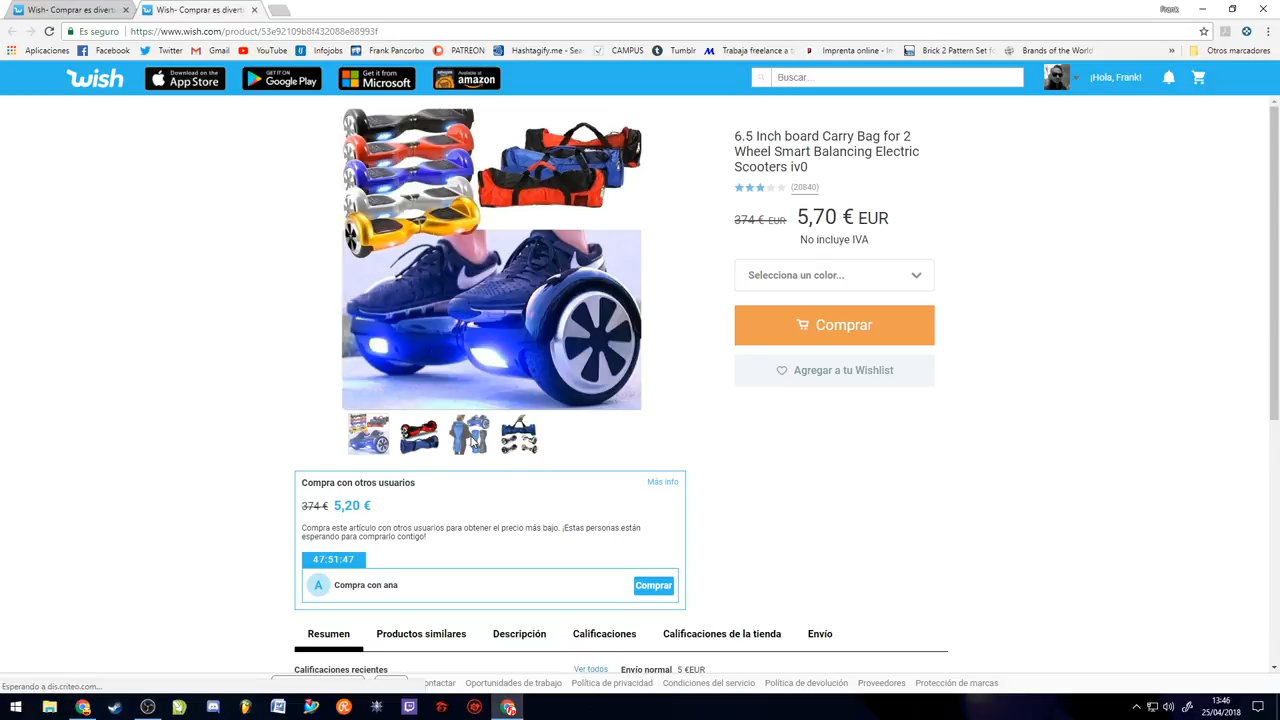 Wish- Comprar es diverti
Wish- Comprar es diverti
Frank
Es seguro
https://www.wish.com/product/53e92109b8f432088e88993f
Aplicaciones
Facebook
Twitter
Gmail
YouTube
Infojobs
Frank Pancorbo
PATREON
Hashtagify.me - Sea
CAMPUS
Tumblr
Trabaja freelance a t
Imprenta online - Im
Brick 2 Pattern Set fo
Brands of the World
»
Otros marcadores
wish
Download on the App Store
GET IT ON Google Play
Get it from Microsoft
Available at amazon
Buscar...
¡Hola, Frank!
6.5 Inch board Carry Bag for 2
Wheel Smart Balancing Electric
Scooters iv0
(20840)
374 € EUR 5,70 € EUR
No incluye IVA
Selecciona un color...
Comprar
Agregar a tu Wishlist
Compra con otros usuarios
Más info
374 € 5,20 €
Compra este artículo con otros usuarios para obtener el precio más bajo. ¡Estas personas están
esperando para comprarlo contigo!
47:51:47
A
Compra con ana
Comprar
Resumen
Productos similares
Descripción
Calificaciones
Calificaciones de la tienda
Envío
Calificaciones recientes
Ver todos
Envío normal 5 €EUR
Esperando a dis.criteo.com...
ontactar
Oportunidades de trabajo
Política de privacidad
Condiciones del servicio
Política de devolución
Proveedores
Protección de marcas
13:46
25/04/2018